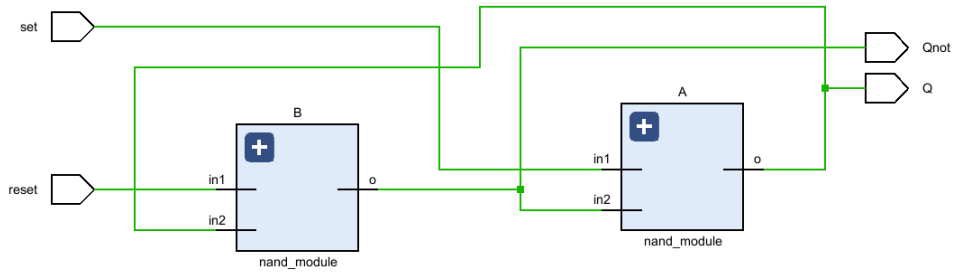 set
Qnot
Q
A
B
in1
o
in2
nand_module
reset
in1
o
in2
nand_module